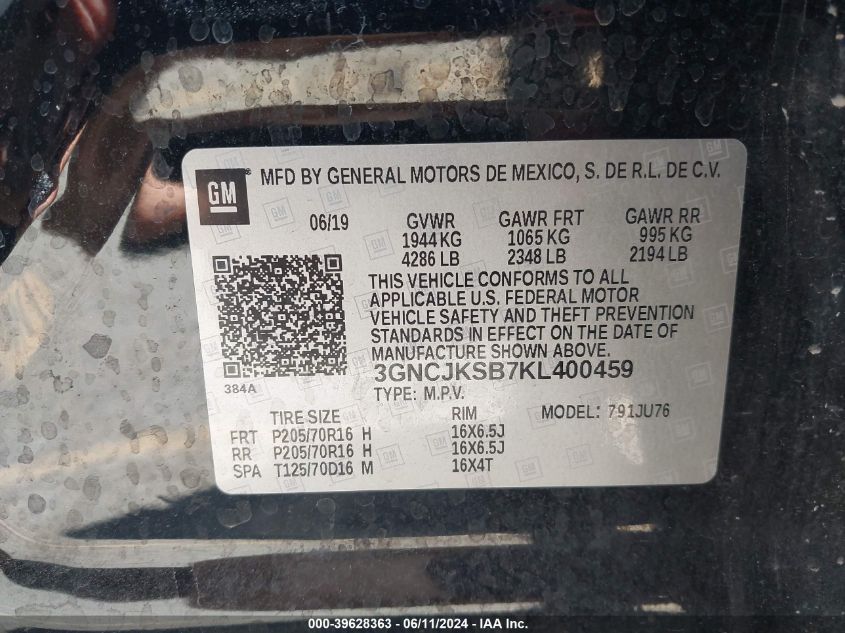 GM MFD BY GENERAL MOTORS DE MEXICO, S. DE R.L. DE C.V.
06/19 GVWR GAWR FRT GAWR RR
1944 KG 1065 KG 995 KG
4286 LB 2348 LB 2194 LB
THIS VEHICLE CONFORMS TO ALL
APPLICABLE U.S. FEDERAL MOTOR
VEHICLE SAFETY AND THEFT PREVENTION
STANDARDS IN EFFECT ON THE DATE OF
MANUFACTURE SHOWN ABOVE.
384A 3GNCJKSB7KL400459
TYPE: M.P.V.
TIRE SIZE RIM MODEL: 791JU76
FRT P205/70R16 H 16X6.5J
RR P205/70R16 H 16X6.5J
SPA T125/70D16 M 16X4T
000-39628363 - 06/11/2024 - IAAI.com